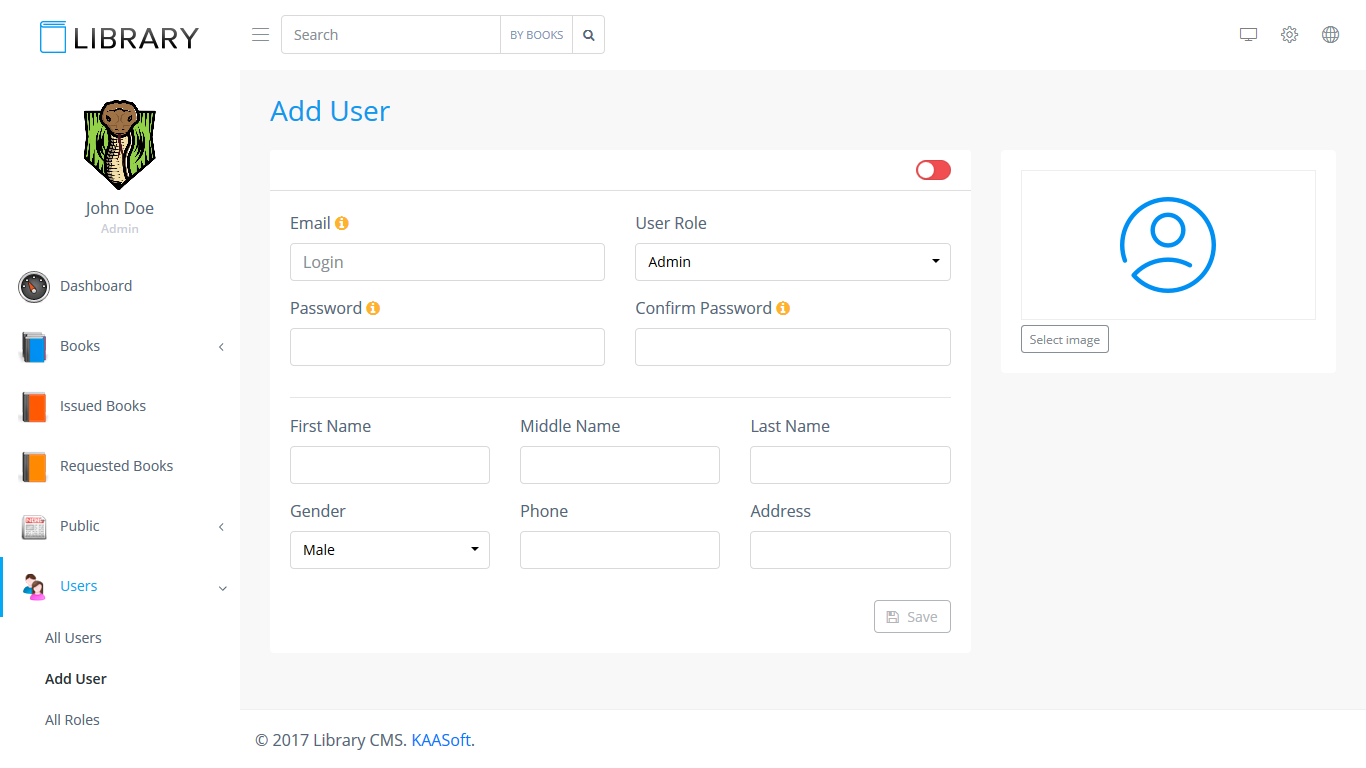 LIBRARY
Search
BY BOOKS
John Doe
Admin
Dashboard
Books
Issued Books
Requested Books
Public
Users
All Users
Add User
All Roles
Add User
Email
User Role
Login
Admin
Password
Confirm Password
First Name
Middle Name
Last Name
Gender
Phone
Address
Male
Save
Select image
© 2017 Library CMS. KAASoft.